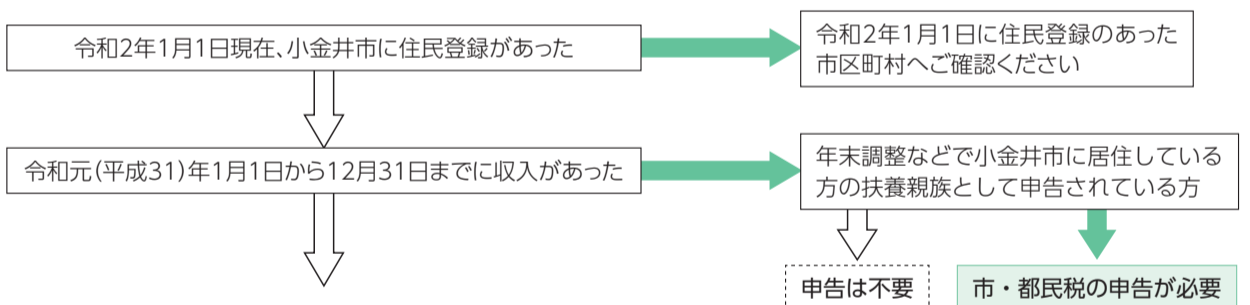 令和2年1月1日現在、小金井市に住民登録があった
令和2年1月1日に住民登録のあった
市区町村へご確認ください
令和元(平成31)年1月1日から12月31日までに収入があった
年末調整などで小金井市に居住している
方の扶養親族として申告されている方
申告は不要
市・都民税の申告が必要